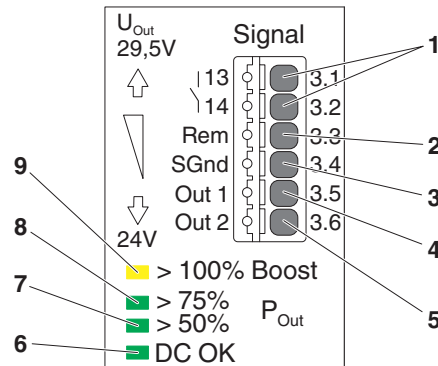 U Out
29,5V
Signal
13 3.1
14 3.2
Rem 3.3
SGnd 3.4
Out 1 3.5
Out 2 3.6
24V
> 100% Boost
> 75%
> 50%
P Out
DC OK
1
2
3
4
5
9
8
7
6